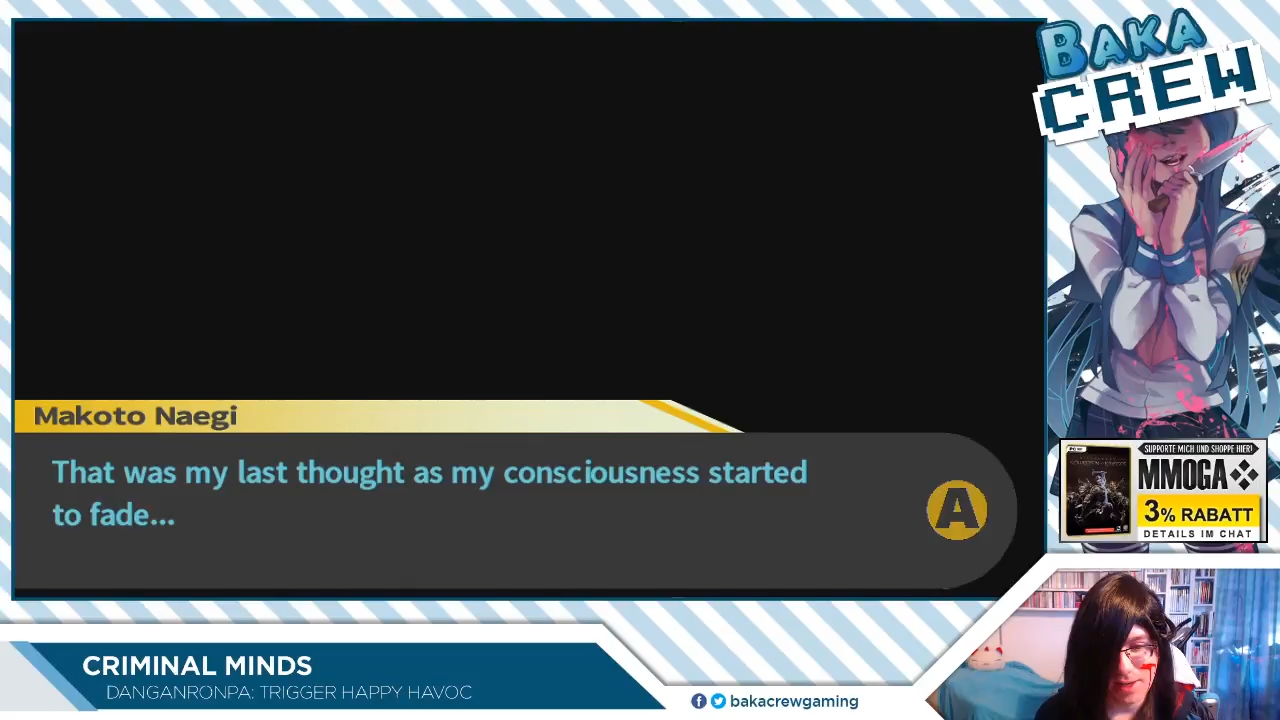 BAKA
CREW
Makoto Naegi
That was my last thought as my consciousness started
to fade...
A
SUPPORTE MICH UND SHOPPE HIER!
MMOGA
3% RABATT
DETAILS IM CHAT
CRIMINAL MINDS
DANGANRONPA: TRIGGER HAPPY HAVOC
bakacrewgaming